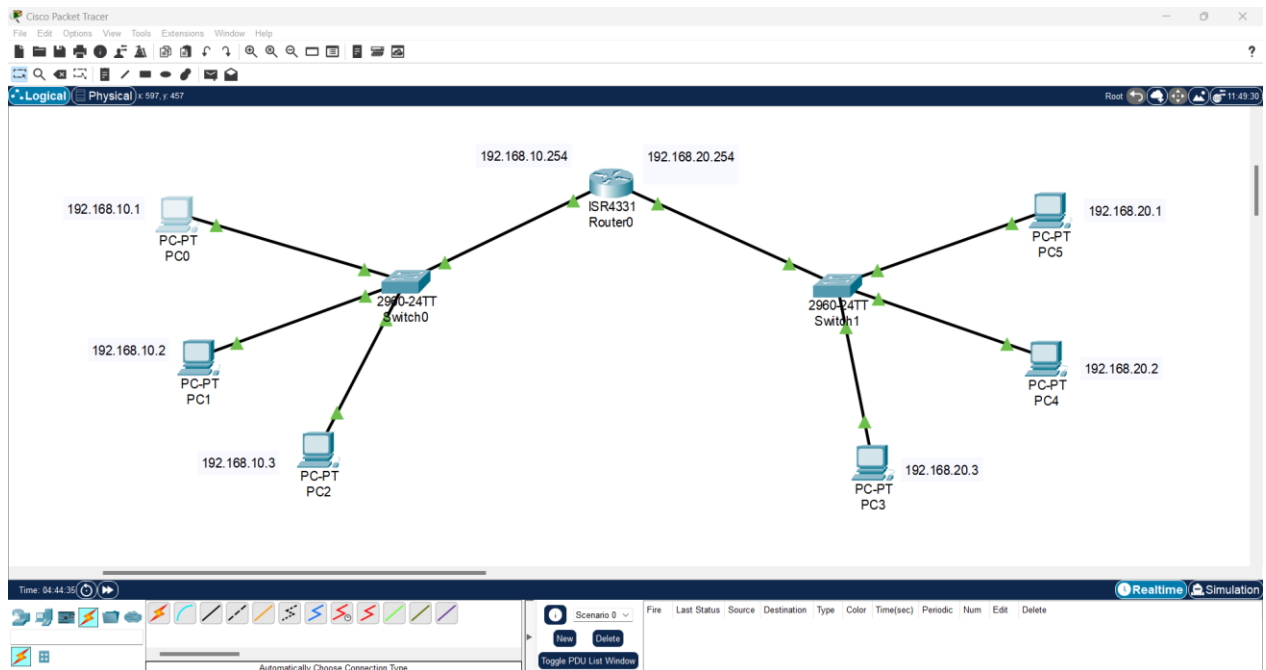 Cisco Packet Tracer
File Edit Options View Tools Extensions Window Help
?
Logical Physical x: 597, y: 457 Root 11:49:30
192.168.10.254 192.168.20.254
ISR4331
Router0
192.168.10.1
PC-PT
PC0
192.168.20.1
PC-PT
PC5
2960-24TT
Switch0
2960-24TT
Switch1
192.168.10.2
PC-PT
PC1
192.168.20.2
PC-PT
PC4
192.168.10.3
PC-PT
PC2
192.168.20.3
PC-PT
PC3
Time: 04:44:35 Realtime Simulation
Scenario 0
New Delete
Toggle PDU List Window
Fire Last Status Source Destination Type Color Time(sec) Periodic Num Edit Delete
Automatically Choose Connection Type